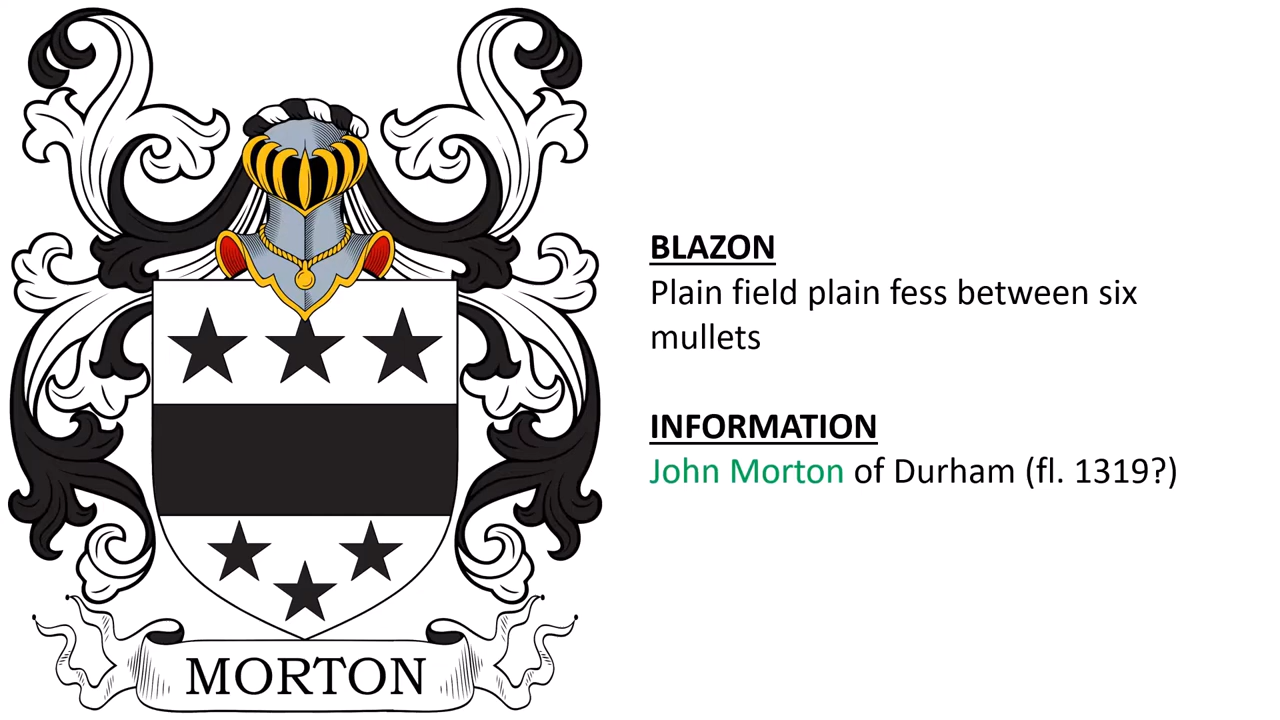 BLAZON
Plain field plain fess between six
mullets
INFORMATION
John Morton of Durham (fl. 1319?)
MORTON